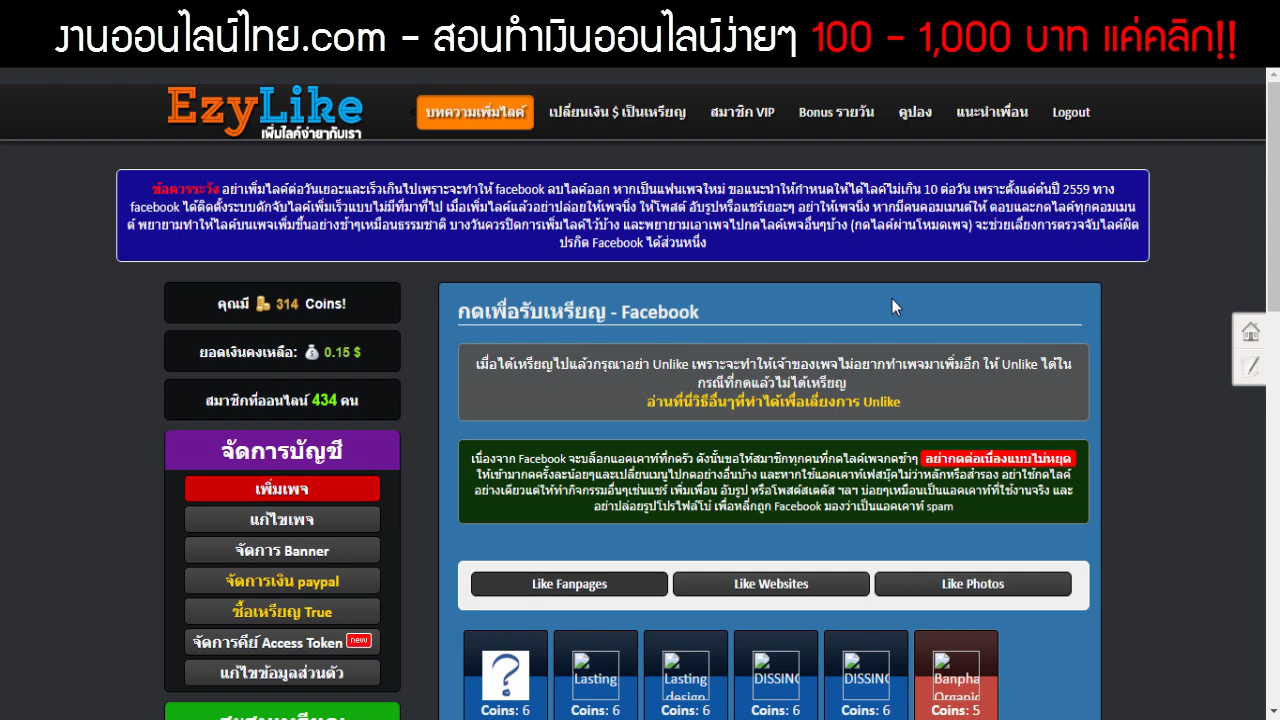 งานออนไลน์ไทย.com - สอนทำเงินออนไลน์ง่ายๆ 100 - 1,000 บาท แค่คลิก!!
EzyLike
เพิ่มไลค์ง่ายๆกับเรา
บทความเพิ่มไลค์ เปลี่ยนเงิน $ เป็นเหรียญ สมาชิก VIP Bonus รายวัน คูปอง แนะนำเพื่อน Logout
ข้อควรระวัง อย่าเพิ่มไลค์ต่อวันเยอะและเร็วเกินไปเพราะจะทำให้ facebook ลบไลค์ออก หากเป็นแฟนเพจใหม่ ขอแนะนำให้กำหนดให้ได้ไลค์ไม่เกิน 10 ต่อวัน เพราะตั้งแต่ต้นปี 2559 ทาง
facebook ได้ติดตั้งระบบดักจับไลค์เพิ่มเร็วแบบไม่มีที่มาที่ไป เมื่อเพิ่มไลค์แล้วอย่าปล่อยให้เพจนิ่ง ให้โพสต์ อับรูปหรือแชร์เยอะๆ อย่าให้เพจนิ่ง หากมีคนคอมเมนต์ให้ ตอบและกดไลค์ทุกคอมเมน
ต์ พยายามทำให้ไลค์บนเพจเพิ่มขึ้นอย่างช้าๆเหมือนธรรมชาติ บางวันควรปิดการเพิ่มไลค์ไว้บ้าง และพยายามเอาเพจไปกดไลค์เพจอื่นๆบ้าง (กดไลค์ผ่านโหมดเพจ) จะช่วยเลี่ยงการตรวจจับไลค์ผิด
ปรกติ Facebook ได้ส่วนหนึ่ง
คุณมี 314 Coins!
ยอดเงินคงเหลือ: 0.15 $
สมาชิกที่ออนไลน์ 434 คน
จัดการบัญชี
เพิ่มเพจ
แก้ไขเพจ
จัดการ Banner
จัดการเงิน paypal
ซื้อเหรียญ True
จัดการคีย์ Access Token new
แก้ไขข้อมูลส่วนตัว
กดเพื่อรับเหรียญ - Facebook
เมื่อได้เหรียญไปแล้วกรุณาอย่า Unlike เพราะจะทำให้เจ้าของเพจไม่อยากทำเพจมาเพิ่มอีก ให้ Unlike ได้ใน
กรณีที่กดแล้วไม่ได้เหรียญ
อ่านที่นี่วิธีอื่นๆที่ทำได้เพื่อเลี่ยงการ Unlike
เนื่องจาก Facebook จะบล็อกแอคเคาท์ที่กดรัว ดังนั้นขอให้สมาชิกทุกคนที่กดไลค์เพจกดช้าๆ อย่ากดต่อเนื่องแบบไม่หยุด
ให้เข้ามากดครั้งละน้อยๆและเปลี่ยนเมนูไปกดอย่างอื่นบ้าง และหากใช้แอคเคาท์เฟสบุ๊คไม่ว่าหลักหรือสำรอง อย่าใช้กดไลค์
อย่างเดียวแต่ให้ทำกิจกรรมอื่นๆเช่นแชร์ เพิ่มเพื่อน อับรูป หรือโพสต์สเตตัส ฯลฯ บ่อยๆเหมือนเป็นแอคเคาท์ที่ใช้งานจริง และ
อย่าปล่อยรูปโปรไฟล์โบ๋ เพื่อหลีกถูก Facebook มองว่าเป็นแอคเคาท์ spam
Like Fanpages Like Websites Like Photos
Lasting Lasting DISSINC DISSINC Banpha
design Organic
Coins: 6 Coins: 6 Coins: 6 Coins: 6 Coins: 6 Coins: 5